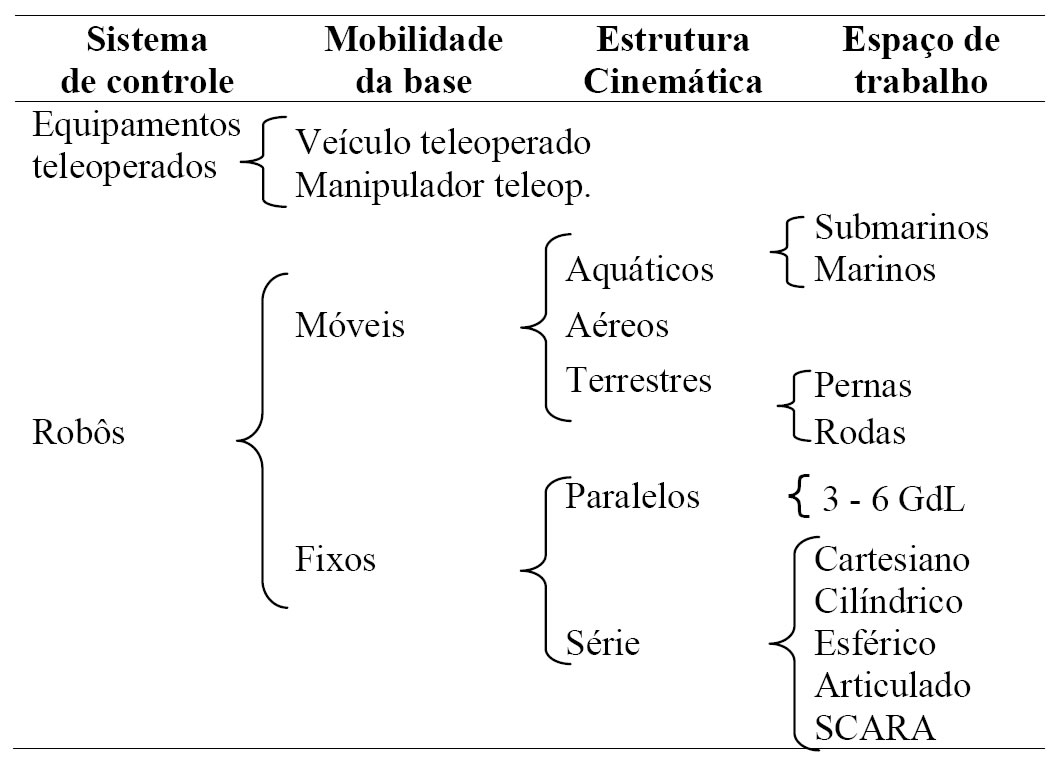 Sistema de controle
Mobilidade da base
Estrutura Cinemática
Espaço de trabalho
Equipamentos teleoperados
Veículo teleoperado
Manipulador teleop.
Robôs
Móveis
Aquáticos
Submarinos
Marinos
Aéreos
Terrestres
Pernas
Rodas
Fixos
Paralelos
3 - 6 GdL
Série
Cartesiano
Cilíndrico
Esférico
Articulado
SCARA